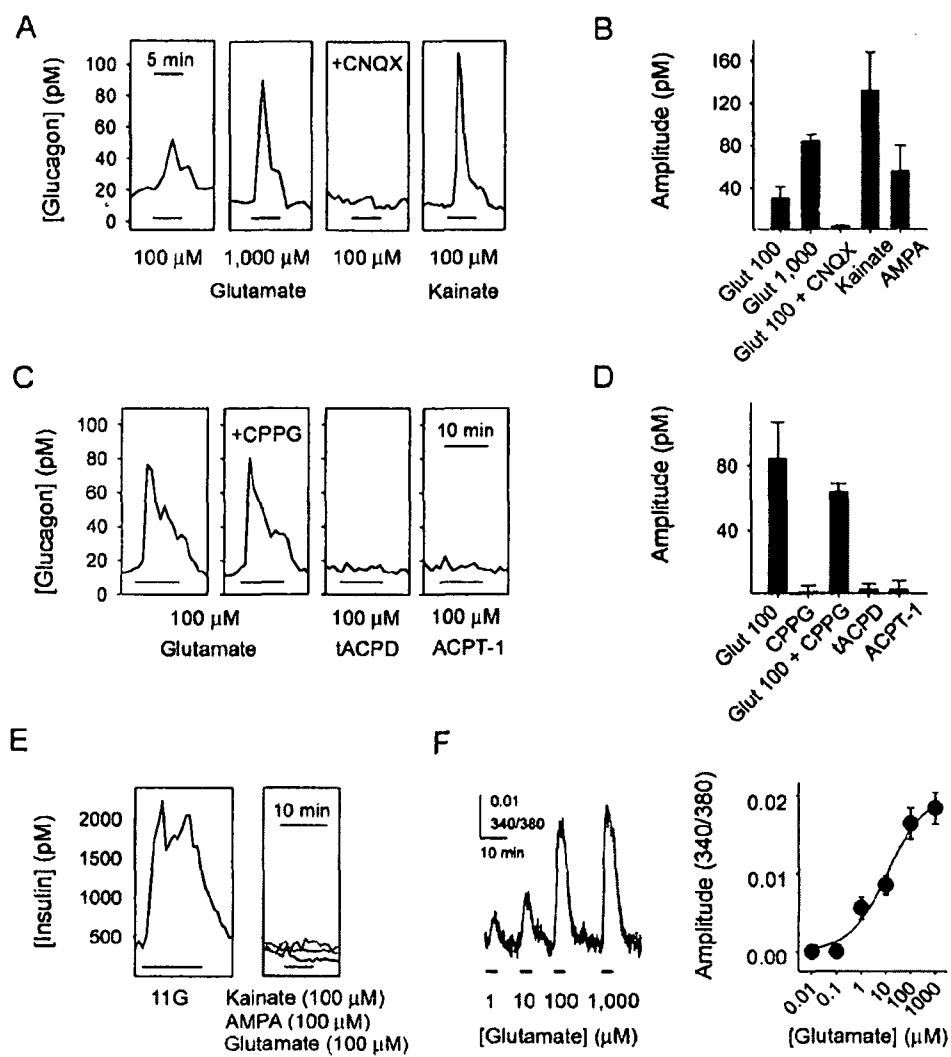 A
[Glucagon] (pM)
100
80
60
40
20
0
5 min
+CNQX
100 µM
1,000 µM
100 µM
100 µM
Glutamate
Kainate
B
Amplitude (pM)
160
120
80
40
Glut 100
Glut 1,000
Glut 100 + CNQX
Kainate
AMPA
C
[Glucagon] (pM)
100
80
60
40
20
0
+CPPG
10 min
100 µM
100 µM
100 µM
Glutamate
tACPD
ACPT-1
D
Amplitude (pM)
80
40
Glut 100
CPPG
Glut 100 + CPPG
tACPD
ACPT-1
E
[Insulin] (pM)
2000
1500
1000
500
10 min
11G
Kainate (100 µM)
AMPA (100 µM)
Glutamate (100 µM)
F
0.01
340/380
10 min
1 10 100 1,000
[Glutamate] (µM)
Amplitude (340/380)
0.02
0.01
0.00
0.01
0.1
1
10
100
1000
[Glutamate] (µM)